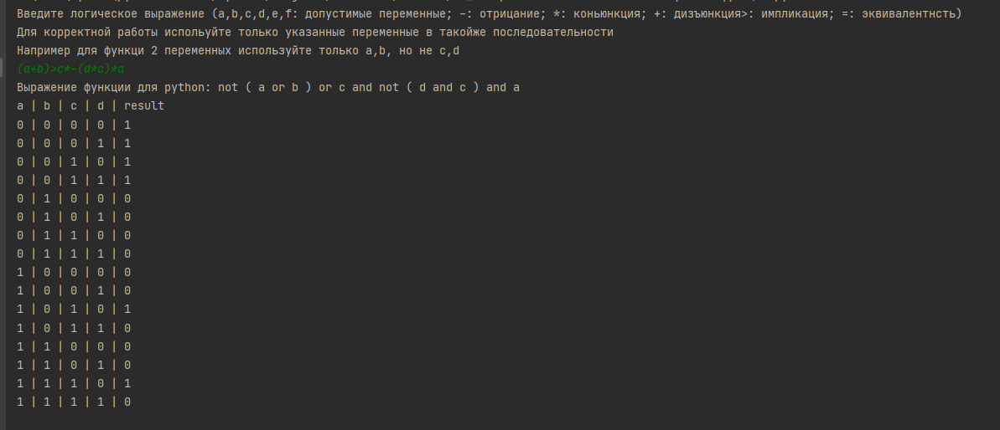 Введите логическое выражение (a,b,c,d,e,f: допустимые переменные; −: отрицание; *: коньюнкция; +: дизъюнкция>: импликация; =: эквивалентнсть)
Для корректной работы испольуйте только указанные переменные в такойже последовательности
Например для функци 2 переменных используйте только a,b, но не c,d
(a+b)>c*−(d*c)*a
Выражение функции для python: not ( a or b ) or c and not ( d and c ) and a
a | b | c | d | result
0 | 0 | 0 | 0 | 1
0 | 0 | 0 | 1 | 1
0 | 0 | 1 | 0 | 1
0 | 0 | 1 | 1 | 1
0 | 1 | 0 | 0 | 0
0 | 1 | 0 | 1 | 0
0 | 1 | 1 | 0 | 0
0 | 1 | 1 | 1 | 0
1 | 0 | 0 | 0 | 0
1 | 0 | 0 | 1 | 0
1 | 0 | 1 | 0 | 1
1 | 0 | 1 | 1 | 0
1 | 1 | 0 | 0 | 0
1 | 1 | 0 | 1 | 0
1 | 1 | 1 | 0 | 1
1 | 1 | 1 | 1 | 0